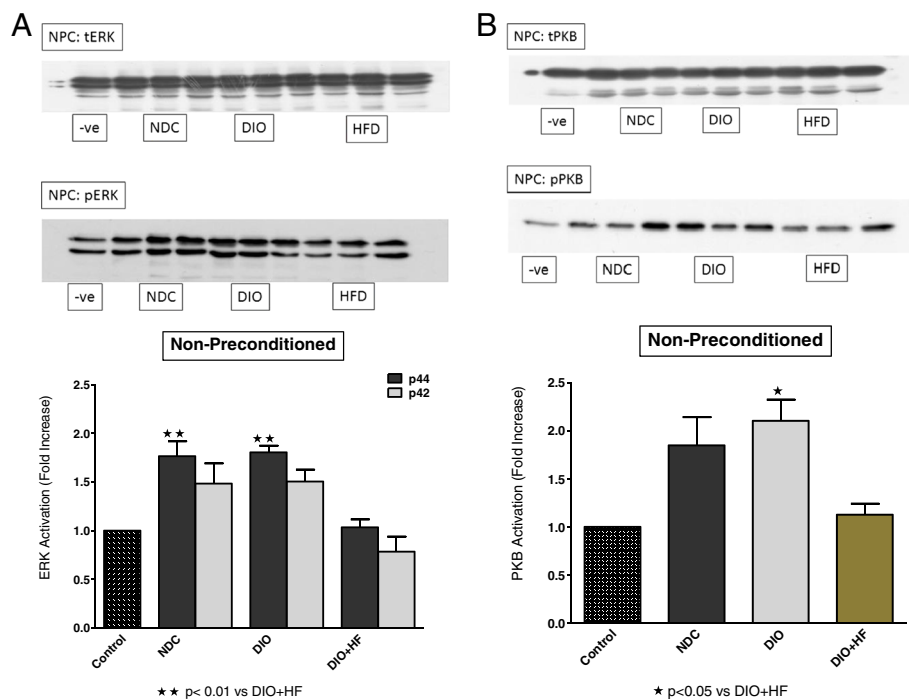 A
NPC: tERK
-ve NDC DIO HFD
NPC: pERK
-ve NDC DIO HFD
Non-Preconditioned
p44
p42
ERK Activation (Fold Increase)
2.5
2.0
1.5
1.0
0.5
0.0
★★
★★
Control NDC DIO DIO+HF
★★ p< 0.01 vs DIO+HF
B
NPC: tPKB
-ve NDC DIO HFD
NPC: pPKB
-ve NDC DIO HFD
Non-Preconditioned
PKB Activation (Fold Increase)
2.5
2.0
1.5
1.0
0.5
0.0
★
Control NDC DIO DIO+HF
★ p<0.05 vs DIO+HF